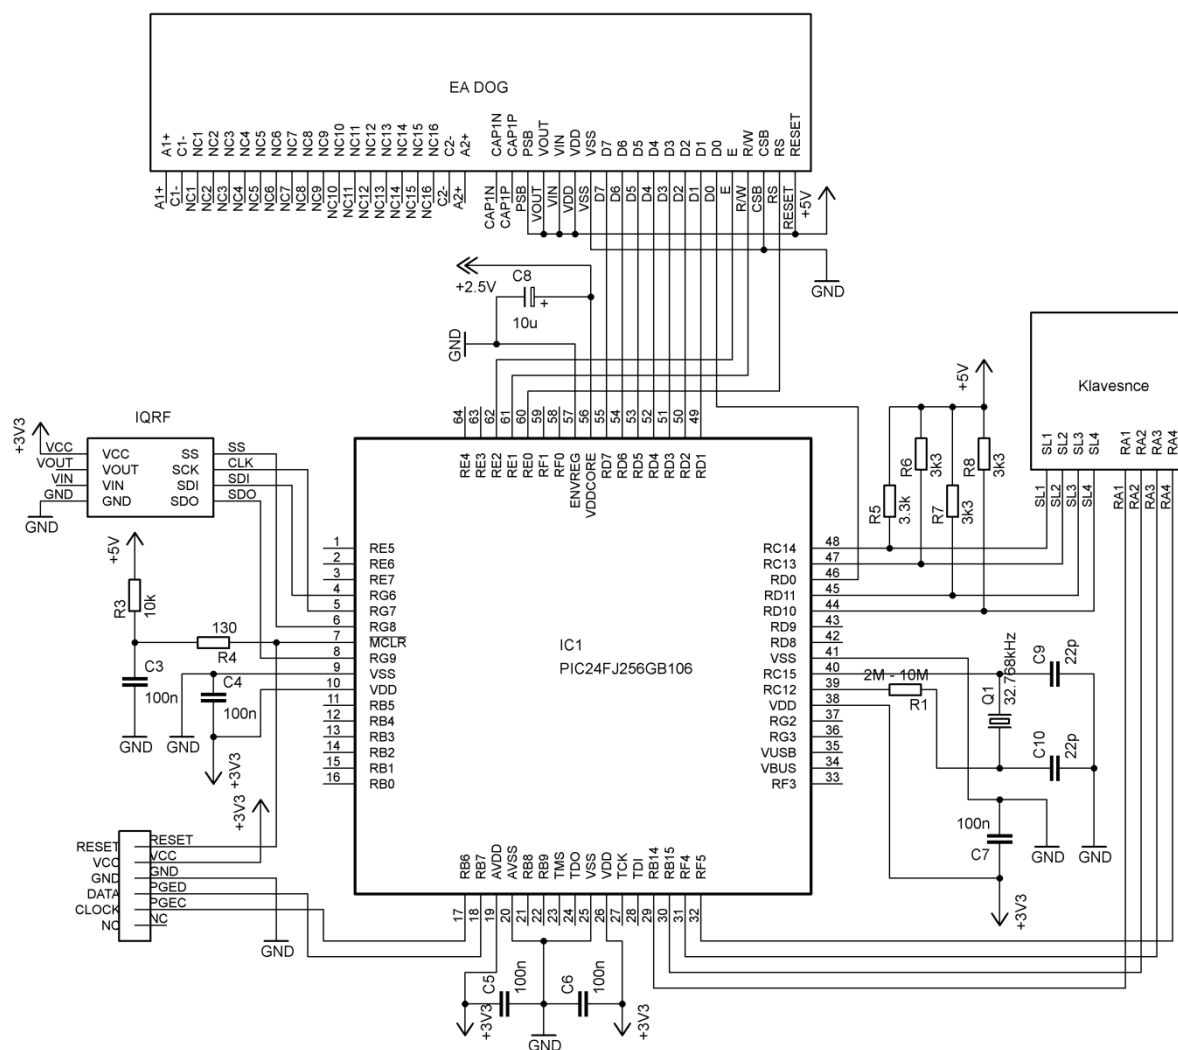 EA DOG
A1+ C1- NC1 NC2 NC3 NC4 NC5 NC6 NC7 NC8 NC9 NC10 NC11 NC12 NC13 NC14 NC15 NC16 C2- A2+ CAP1N CAP1P PSB VOUT VIN VDD VSS D7 D6 D5 D4 D3 D2 D1 D0 E R/W CSB RS RESET
A1+ C1- NC1 NC2 NC3 NC4 NC5 NC6 NC7 NC8 NC9 NC10 NC11 NC12 NC13 NC14 NC15 NC16 C2- A2+ CAP1N CAP1P PSB VOUT VIN VDD VSS D7 D6 D5 D4 D3 D2 D1 D0 E R/W CSB RS RESET +5V
C8
+2.5V
+
10u
GND
GND
Klavesnce
SL1 SL2 SL3 SL4 RA1 RA2 RA3 RA4
SL1 SL2 SL3 SL4 RA1 RA2 RA3 RA4
+5V
R5 3.3k
R6 3k3
R7 3k3
R8 3k3
IQRF
+3V3
VCC VCC SS SS
VOUT VOUT SCK CLK
VIN VIN SDI SDI
GND GND SDO SDO
GND
64 63 62 61 60 59 58 57 56 55 54 53 52 51 50 49
RE4 RE3 RE2 RE1 RE0 RF1 RF0 ENVREG VDDCORE RD7 RD6 RD5 RD4 RD3 RD2 RD1
1 RE5
2 RE6
3 RE7
4 RG6
5 RG7
6 RG8
7 MCLR
8 RG9
9 VSS
10 VDD
11 RB5
12 RB4
13 RB3
14 RB2
15 RB1
16 RB0
IC1
PIC24FJ256GB106
RC14 48
RC13 47
RD0 46
RD11 45
RD10 44
RD9 43
RD8 42
VSS 41
RC15 40
RC12 39
VDD 38
RG2 37
RG3 36
VUSB 35
VBUS 34
RF3 33
RB6 RB7 AVDD AVSS RB8 RB9 TMS TDO VSS VDD TCK TDI RB14 RB15 RF4 RF5
17 18 19 20 21 22 23 24 25 26 27 28 29 30 31 32
+5V
R3 10k
130
R4
C3
100n
GND
C4
100n
GND
+3V3
+3V3
2M - 10M
R1
Q1 32.768kHz
C9 22p
C10 22p
100n
C7
GND
GND
+3V3
RESET RESET
VCC VCC
GND GND
DATA PGED
CLOCK PGEC
NC NC
GND
+3V3
C5 100n
C6 100n
+3V3
GND